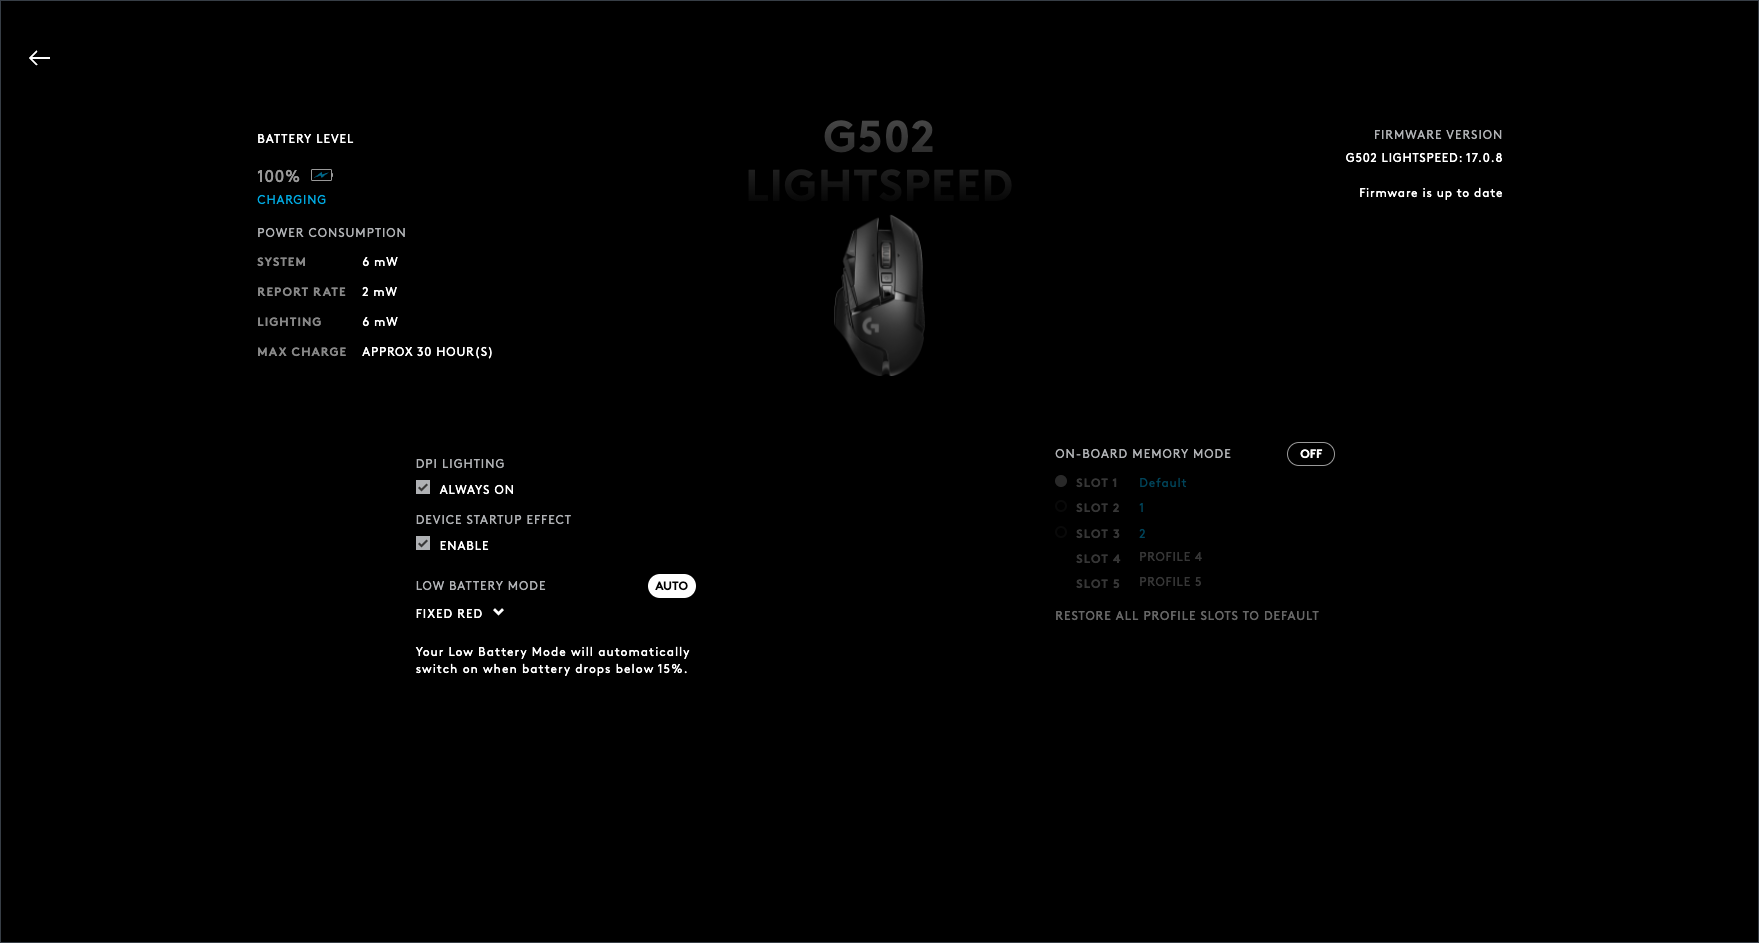 G502
LIGHTSPEED
BATTERY LEVEL
100%
CHARGING
POWER CONSUMPTION
SYSTEM 6 mW
REPORT RATE 2 mW
LIGHTING 6 mW
MAX CHARGE APPROX 30 HOUR(S)
FIRMWARE VERSION
G502 LIGHTSPEED: 17.0.8
Firmware is up to date
DPI LIGHTING
ALWAYS ON
DEVICE STARTUP EFFECT
ENABLE
LOW BATTERY MODE AUTO
FIXED RED
Your Low Battery Mode will automatically
switch on when battery drops below 15%.
ON-BOARD MEMORY MODE OFF
SLOT 1 Default
SLOT 2 1
SLOT 3 2
SLOT 4 PROFILE 4
SLOT 5 PROFILE 5
RESTORE ALL PROFILE SLOTS TO DEFAULT